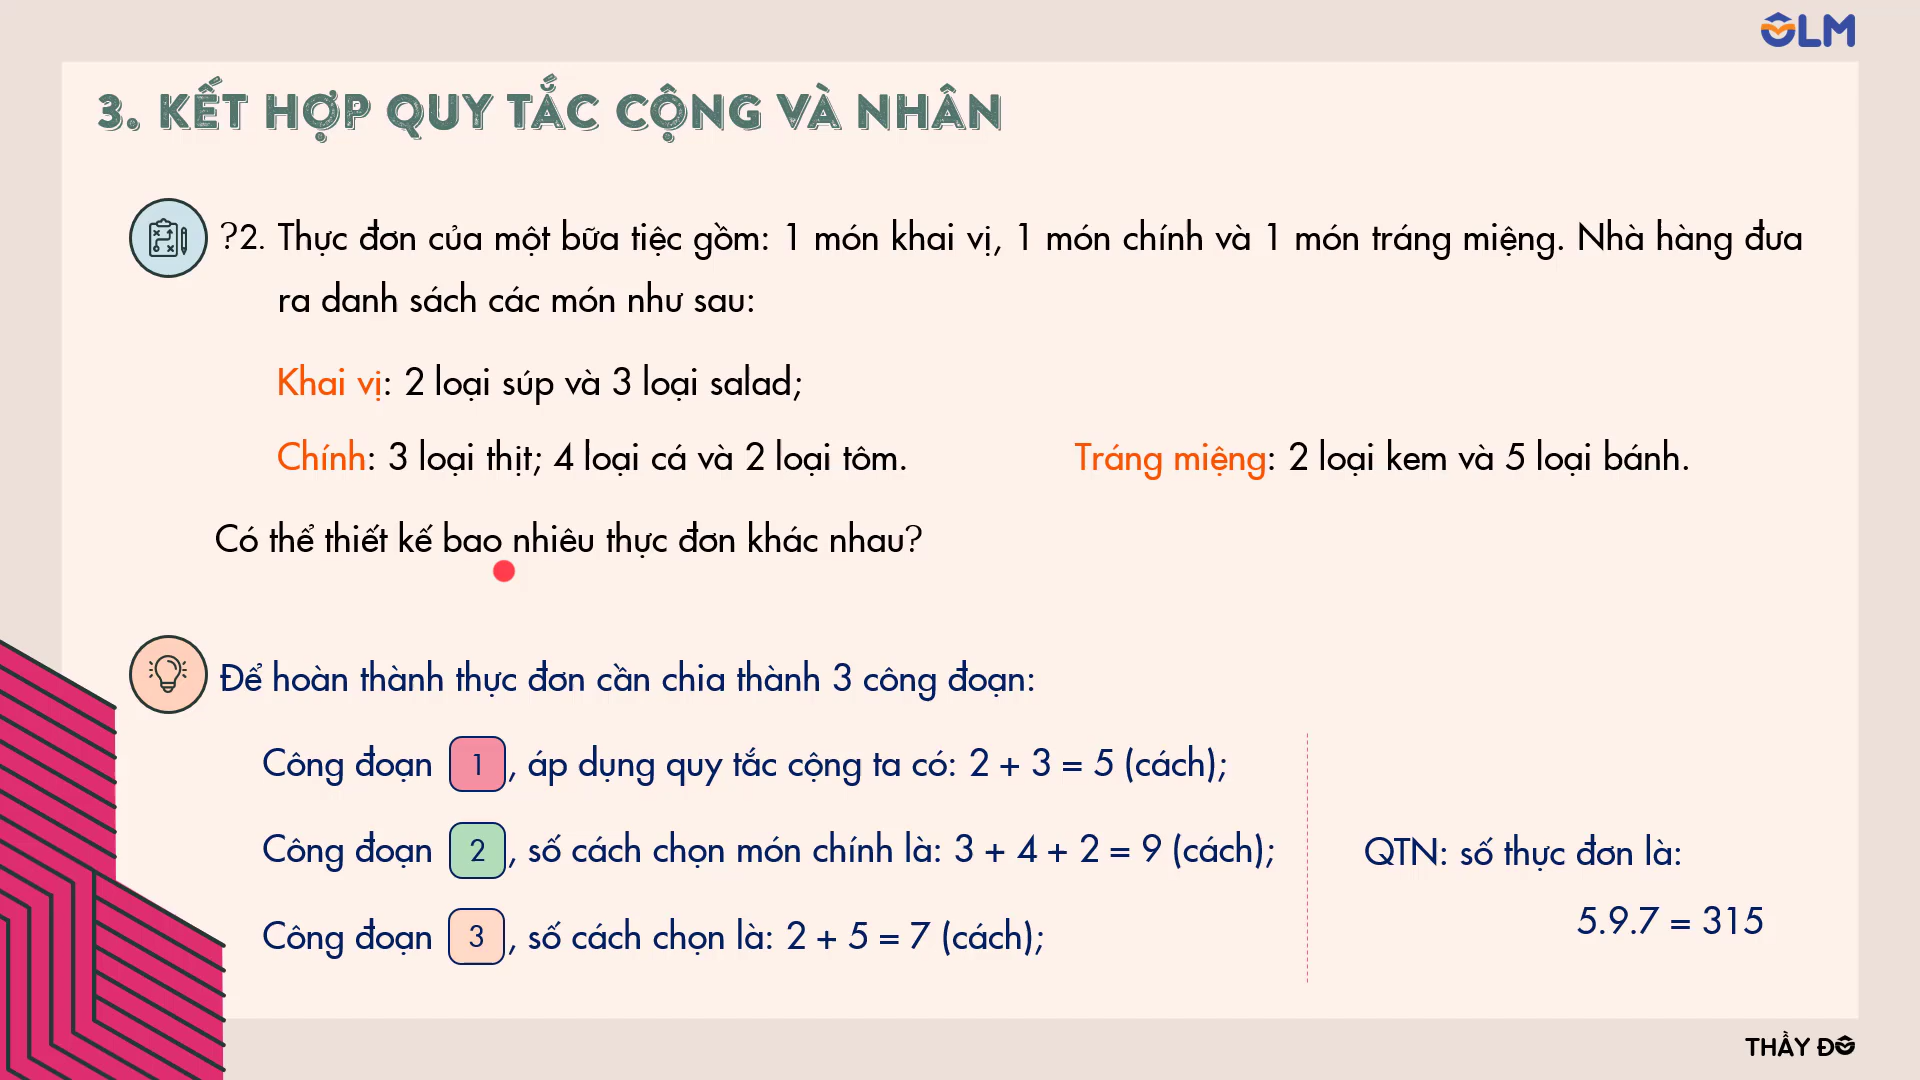 OLM
3. KẾT HỢP QUY TẮC CỘNG VÀ NHÂN
?2. Thực đơn của một bữa tiệc gồm: 1 món khai vị, 1 món chính và 1 món tráng miệng. Nhà hàng đưa
ra danh sách các món như sau:
Khai vị: 2 loại súp và 3 loại salad;
Chính: 3 loại thịt; 4 loại cá và 2 loại tôm.
Tráng miệng: 2 loại kem và 5 loại bánh.
Có thể thiết kế bao nhiêu thực đơn khác nhau?
Để hoàn thành thực đơn cần chia thành 3 công đoạn:
Công đoạn 1, áp dụng quy tắc cộng ta có: 2 + 3 = 5 (cách);
Công đoạn 2, số cách chọn món chính là: 3 + 4 + 2 = 9 (cách);
Công đoạn 3, số cách chọn là: 2 + 5 = 7 (cách);
QTN: số thực đơn là:
5.9.7 = 315
THẦY ĐÔ